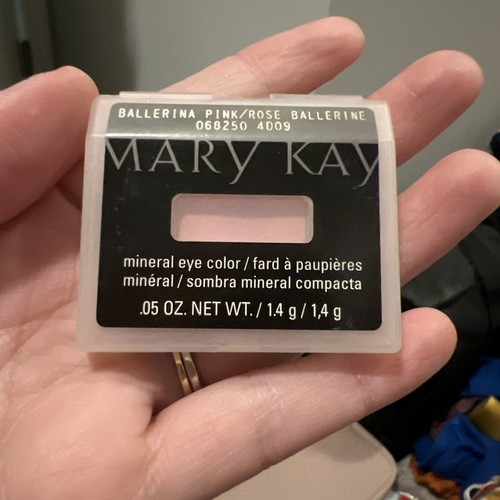 BALLERINA PINK/ROSE BALLERINE
068250 4D09
MARY KAY
mineral eye color / fard à paupières
minéral / sombra mineral compacta
.05 OZ. NET WT. / 1.4 g / 1,4 g